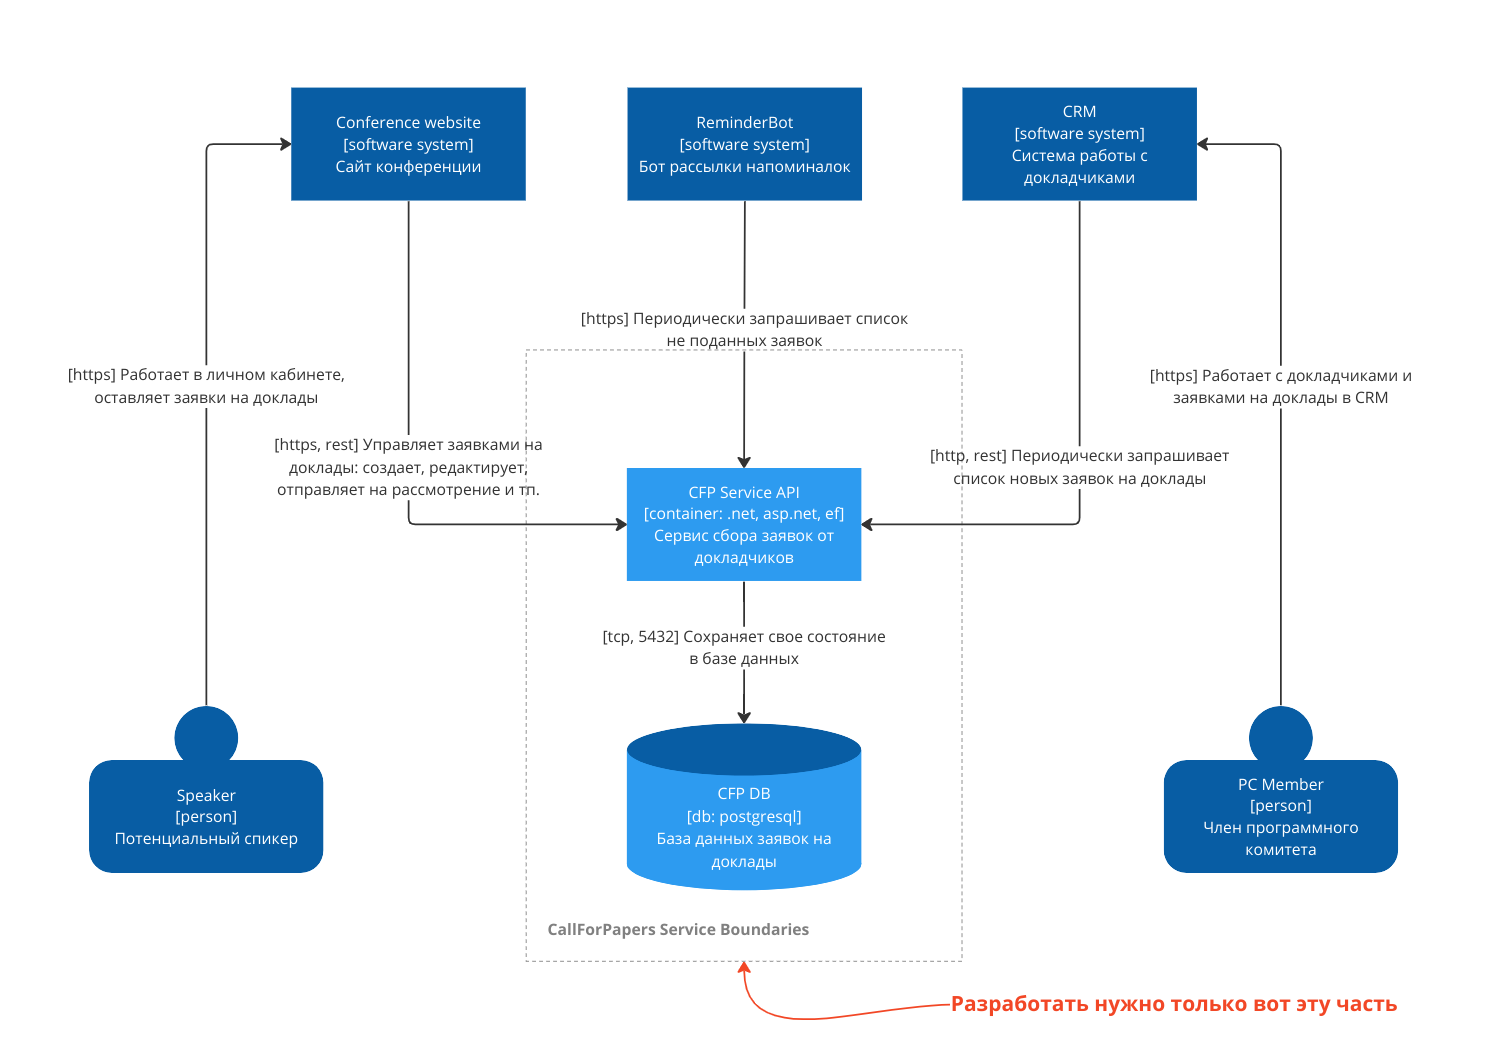 Conference website
[software system]
Сайт конференции
ReminderBot
[software system]
Бот рассылки напоминалок
CRM
[software system]
Система работы с
докладчиками
[https] Периодически запрашивает список
не поданных заявок
[https] Работает в личном кабинете,
оставляет заявки на доклады
[https] Работает с докладчиками и
заявками на доклады в CRM
[https, rest] Управляет заявками на
доклады: создает, редактирует,
отправляет на рассмотрение и тп.
[http, rest] Периодически запрашивает
список новых заявок на доклады
CFP Service API
[container: .net, asp.net, ef]
Сервис сбора заявок от
докладчиков
[tcp, 5432] Сохраняет свое состояние
в базе данных
Speaker
[person]
Потенциальный спикер
CFP DB
[db: postgresql]
База данных заявок на
доклады
PC Member
[person]
Член программного
комитета
CallForPapers Service Boundaries
Разработать нужно только вот эту часть